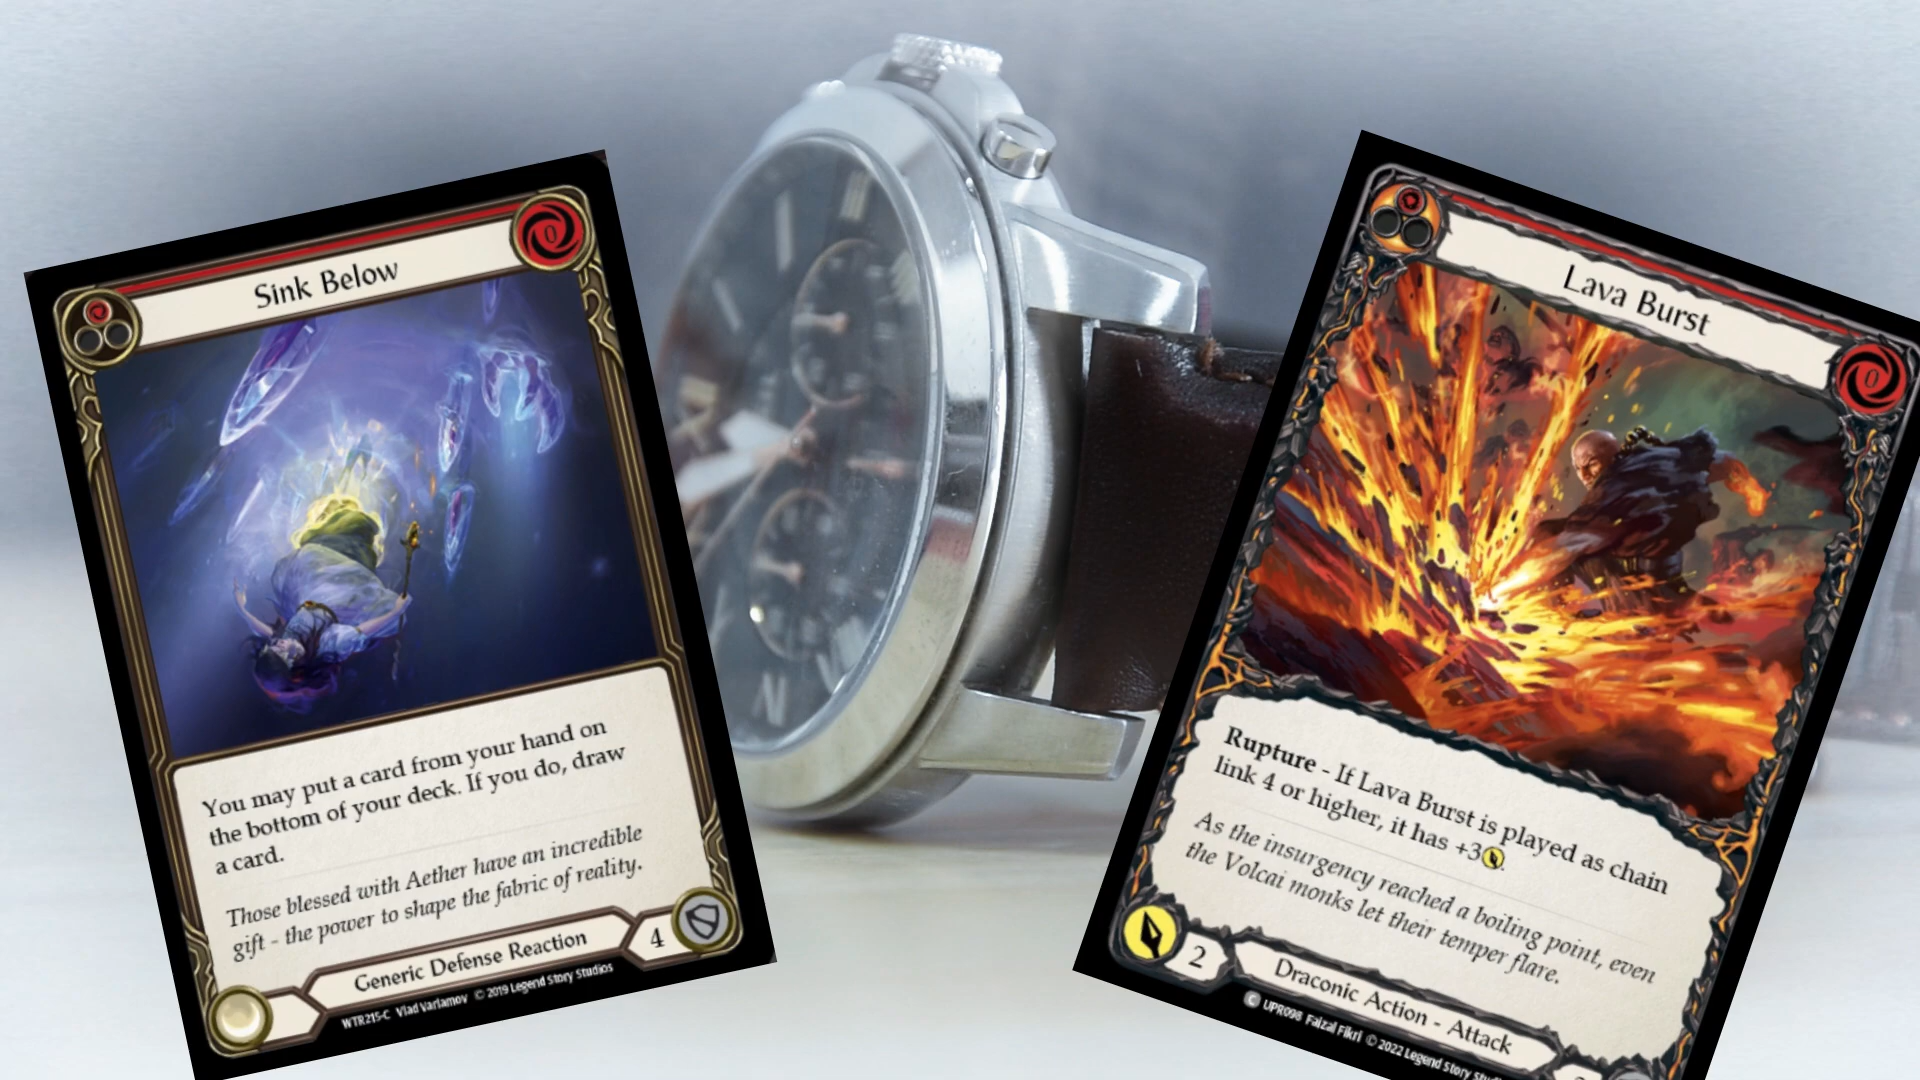 Sink Below
0
You may put a card from your hand on
the bottom of your deck. If you do, draw
a card.
Those blessed with Aether have an incredible
gift - the power to shape the fabric of reality.
Generic Defense Reaction
4
WTR215-C Vlad Varlamov © 2019 Legend Story Studios
Lava Burst
0
Rupture - If Lava Burst is played as chain
link 4 or higher, it has +3
As the insurgency reached a boiling point, even
the Volcai monks let their temper flare.
2
Draconic Action - Attack
C UPR098 Faizal Fikri © 2022 Legend Story